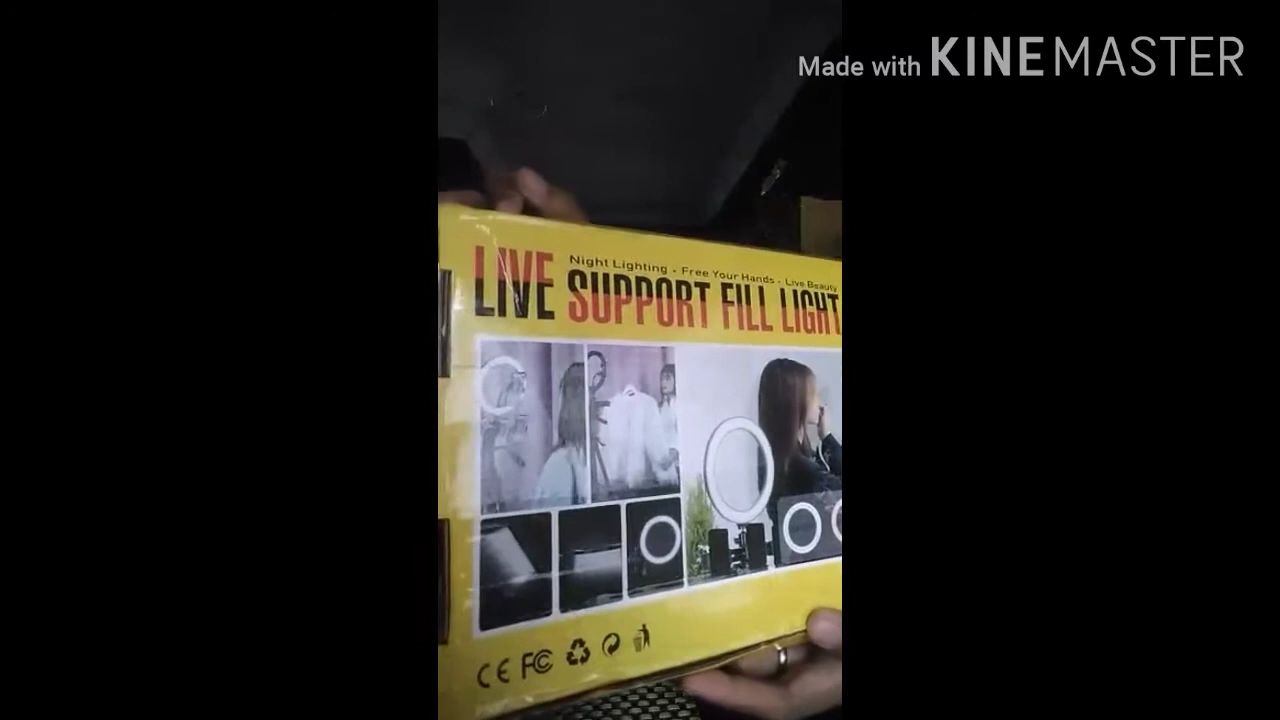 Made with KINEMASTER
Night Lighting - Free Your Hands - Live Beauty
LIVE SUPPORT FILL LIGHT
CE FC